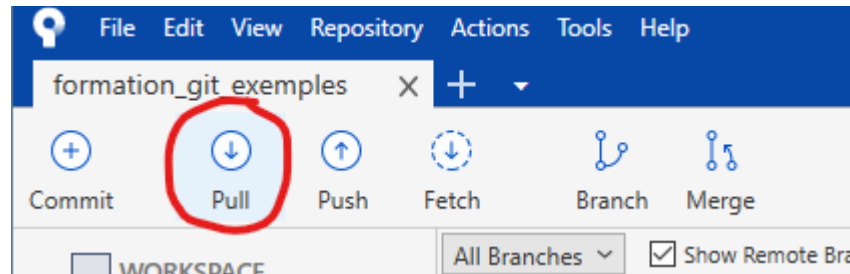 File Edit View Repository Actions Tools Help
formation_git_exemples
Commit Pull Push Fetch Branch Merge
All Branches Show Remote Bra
WORKSPACE